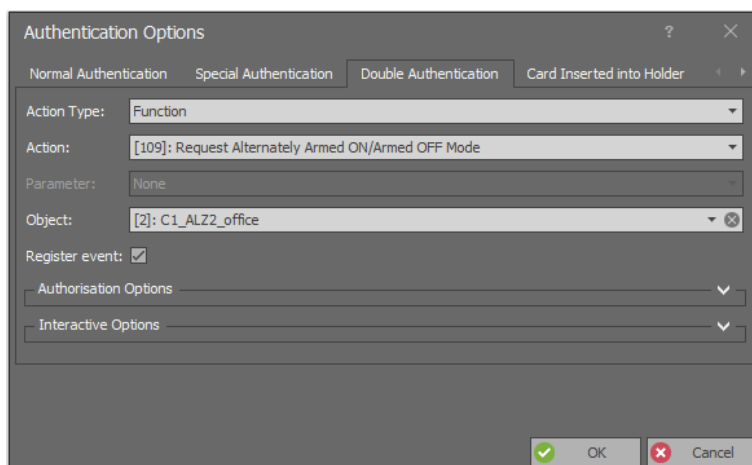 Authentication Options ?
Normal Authentication Special Authentication Double Authentication Card Inserted into Holder
Action Type: Function
Action: [109]: Request Alternately Armed ON/Armed OFF Mode
Parameter: None
Object: [2]: C1_ALZ2_office
Register event:
Authorisation Options
Interactive Options
OK Cancel